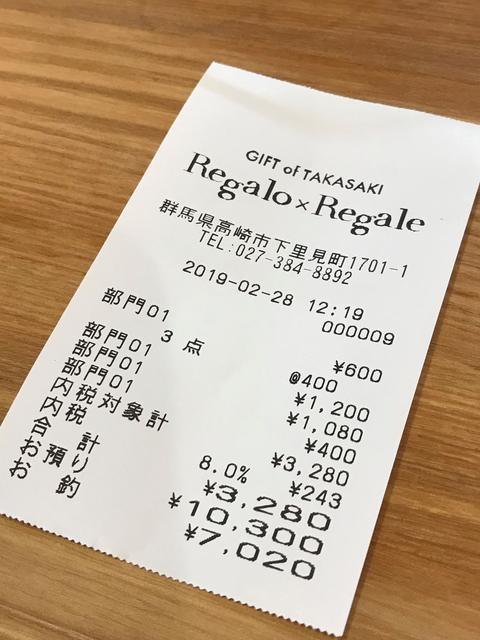 GIFT of TAKASAKI
Regalo × Regale
群馬県高崎市下里見町1701-1
TEL:027-384-8892
2019-02-28 12:19
000009
部門01 ¥600
3 点 @400
部門01 ¥1,200
部門01 ¥1,080
部門01 ¥400
内税対象計 ¥3,280
内税 8.0% ¥243
合 計 ¥3,280
お預り ¥10,300
お 釣 ¥7,020